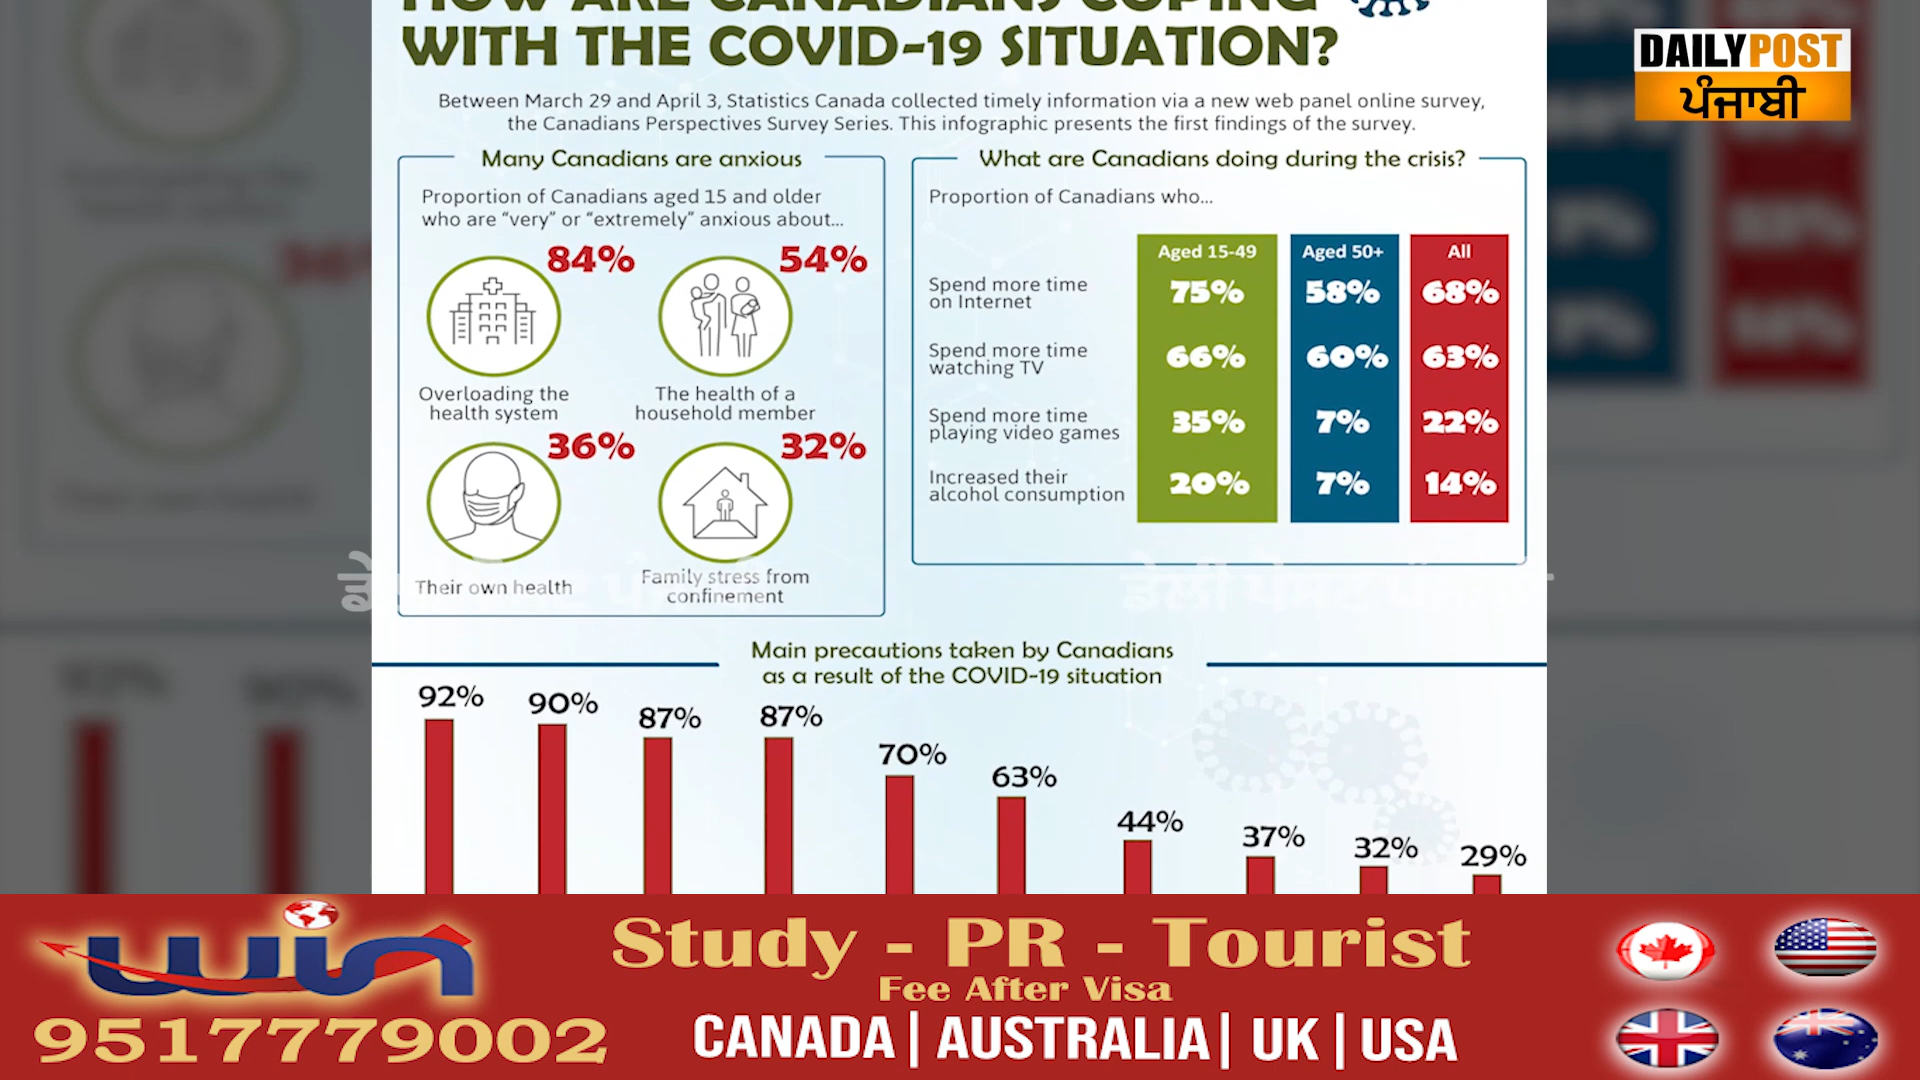 HOW ARE CANADIANS COPING
WITH THE COVID-19 SITUATION?
DAILYPOST
ਪੰਜਾਬੀ
Between March 29 and April 3, Statistics Canada collected timely information via a new web panel online survey,
the Canadians Perspectives Survey Series. This infographic presents the first findings of the survey.
Many Canadians are anxious
Proportion of Canadians aged 15 and older
who are "very" or "extremely" anxious about...
84%
54%
Overloading the
health system
The health of a
household member
36%
32%
Their own health
Family stress from
confinement
What are Canadians doing during the crisis?
Proportion of Canadians who...
Aged 15-49 Aged 50+ All
Spend more time
on Internet
75% 58% 68%
Spend more time
watching TV
66% 60% 63%
Spend more time
playing video games
35% 7% 22%
Increased their
alcohol consumption
20% 7% 14%
Main precautions taken by Canadians
as a result of the COVID-19 situation
92% 90% 87% 87% 70% 63% 44% 37% 32% 29%
win
9517779002
Study - PR - Tourist
Fee After Visa
CANADA | AUSTRALIA | UK | USA